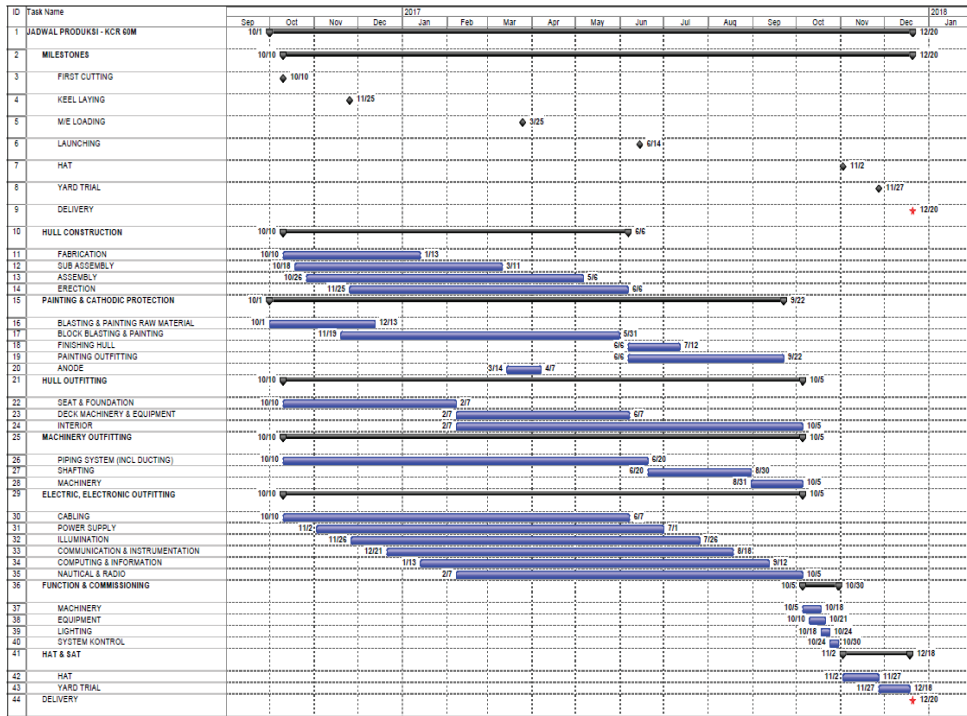 ID Task Name 2017 2018
Sep Oct Nov Dec Jan Feb Mar Apr May Jun Jul Aug Sep Oct Nov Dec Jan
1 JADWAL PRODUKSI - KCR 60M 10/1 12/20
2 MILESTONES 10/10 12/20
3 FIRST CUTTING 10/10
4 KEEL LAYING 11/25
5 M/E LOADING 3/25
6 LAUNCHING 6/14
7 HAT 11/2
8 YARD TRIAL 11/27
9 DELIVERY 12/20
10 HULL CONSTRUCTION 10/10 6/6
11 FABRICATION 10/10 1/13
12 SUB ASSEMBLY 10/18 3/11
13 ASSEMBLY 10/26 5/6
14 ERECTION 11/25 6/6
15 PAINTING & CATHODIC PROTECTION 10/1 9/22
16 BLASTING & PAINTING RAW MATERIAL 10/1 12/13
17 BLOCK BLASTING & PAINTING 11/19 5/31
18 FINISHING HULL 6/6 7/12
19 PAINTING OUTFITTING 6/6 9/22
20 ANODE 3/14 4/7
21 HULL OUTFITTING 10/10 10/5
22 SEAT & FOUNDATION 10/10 2/7
23 DECK MACHINERY & EQUIPMENT 2/7 6/7
24 INTERIOR 2/7 10/5
25 MACHINERY OUTFITTING 10/10 10/5
26 PIPING SYSTEM (INCL DUCTING) 10/10 6/20
27 SHAFTING 6/20 8/30
28 MACHINERY 8/31 10/5
29 ELECTRIC, ELECTRONIC OUTFITTING 10/10 10/5
30 CABLING 10/10 6/7
31 POWER SUPPLY 11/2 7/1
32 ILLUMINATION 11/26 7/26
33 COMMUNICATION & INSTRUMENTATION 12/21 8/18
34 COMPUTING & INFORMATION 1/13 9/12
35 NAUTICAL & RADIO 2/7 10/5
36 FUNCTION & COMMISSIONING 10/5 10/30
37 MACHINERY 10/5 10/18
38 EQUIPMENT 10/10 10/21
39 LIGHTING 10/18 10/24
40 SYSTEM KONTROL 10/24 10/30
41 HAT & SAT 11/2 12/18
42 HAT 11/2 11/27
43 YARD TRIAL 11/27 12/18
44 DELIVERY 12/20